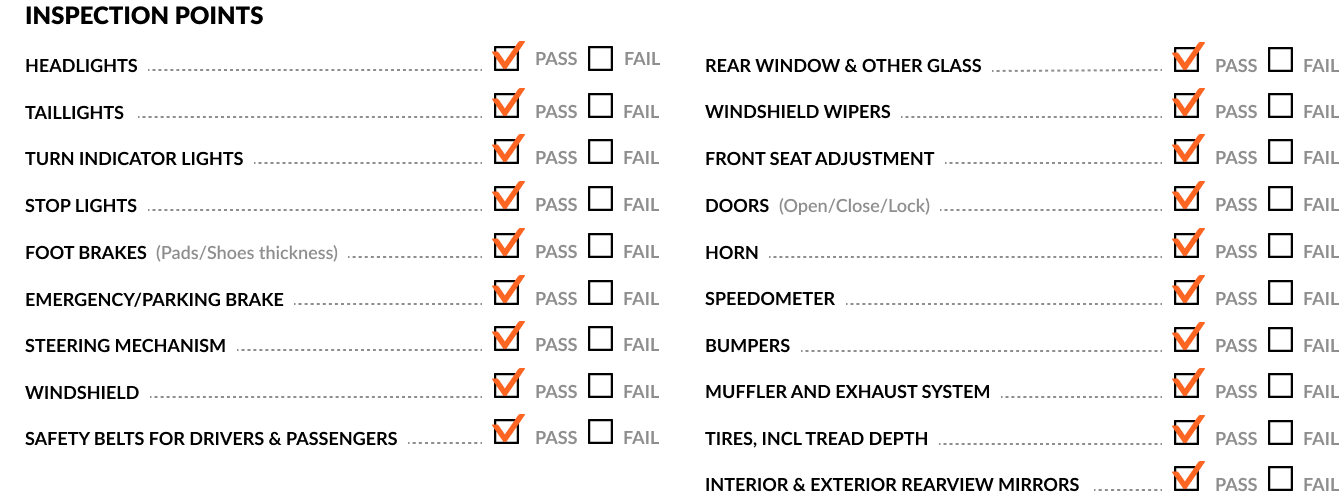 INSPECTION POINTS
HEADLIGHTS PASS FAIL
TAILLIGHTS PASS FAIL
TURN INDICATOR LIGHTS PASS FAIL
STOP LIGHTS PASS FAIL
FOOT BRAKES (Pads/Shoes thickness) PASS FAIL
EMERGENCY/PARKING BRAKE PASS FAIL
STEERING MECHANISM PASS FAIL
WINDSHIELD PASS FAIL
SAFETY BELTS FOR DRIVERS & PASSENGERS PASS FAIL
REAR WINDOW & OTHER GLASS PASS FAIL
WINDSHIELD WIPERS PASS FAIL
FRONT SEAT ADJUSTMENT PASS FAIL
DOORS (Open/Close/Lock) PASS FAIL
HORN PASS FAIL
SPEEDOMETER PASS FAIL
BUMPERS PASS FAIL
MUFFLER AND EXHAUST SYSTEM PASS FAIL
TIRES, INCL TREAD DEPTH PASS FAIL
INTERIOR & EXTERIOR REARVIEW MIRRORS PASS FAIL